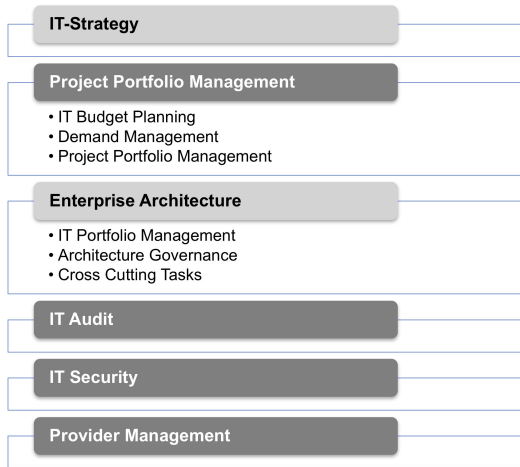 IT-Strategy
Project Portfolio Management
• IT Budget Planning
• Demand Management
• Project Portfolio Management
Enterprise Architecture
• IT Portfolio Management
• Architecture Governance
• Cross Cutting Tasks
IT Audit
IT Security
Provider Management